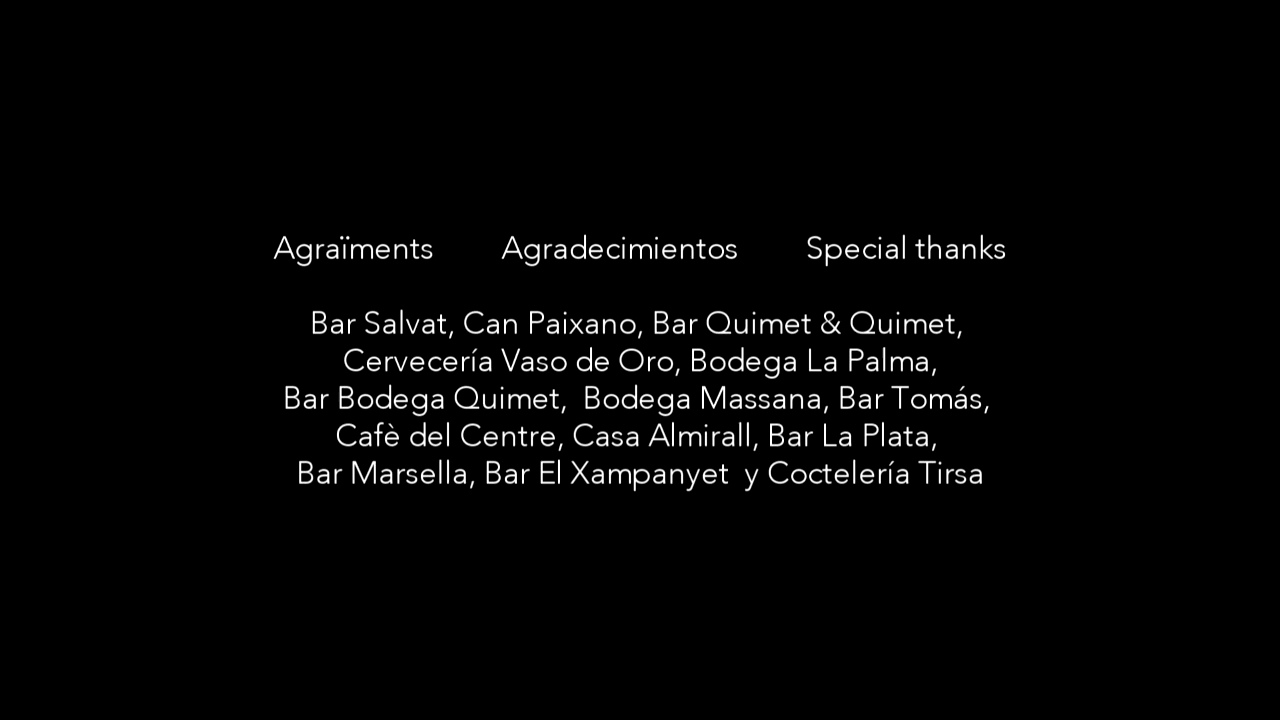 Agraïments Agradecimientos Special thanks
Bar Salvat, Can Paixano, Bar Quimet & Quimet,
Cervecería Vaso de Oro, Bodega La Palma,
Bar Bodega Quimet, Bodega Massana, Bar Tomás,
Cafè del Centre, Casa Almirall, Bar La Plata,
Bar Marsella, Bar El Xampanyet y Coctelería Tirsa